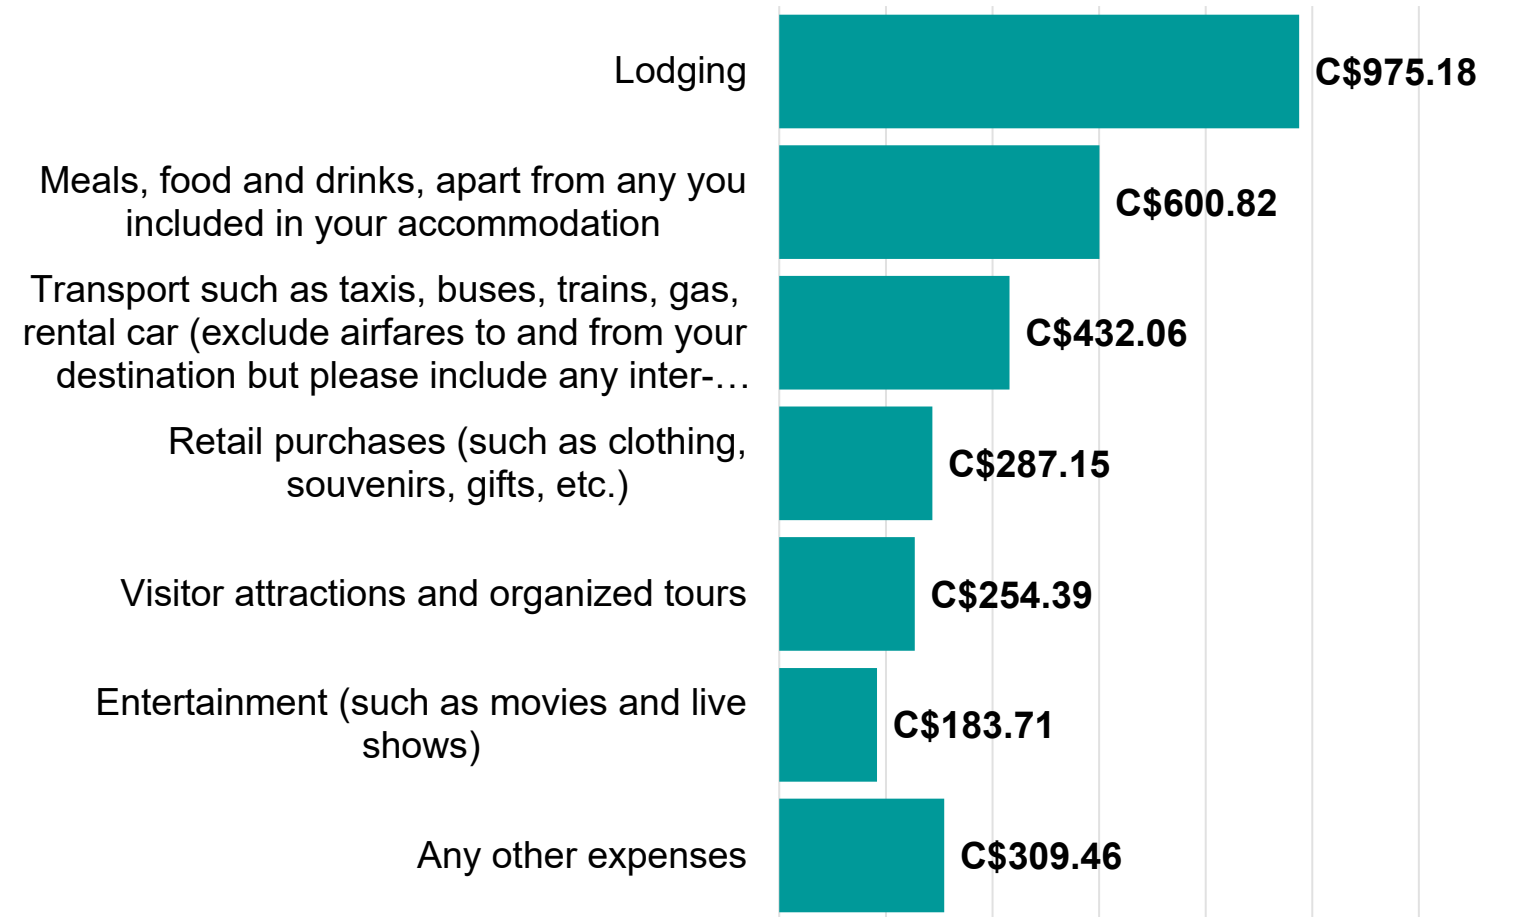 Lodging
C$975.18
Meals, food and drinks, apart from any you
included in your accommodation
C$600.82
Transport such as taxis, buses, trains, gas,
rental car (exclude airfares to and from your
destination but please include any inter-…
C$432.06
Retail purchases (such as clothing,
souvenirs, gifts, etc.)
C$287.15
Visitor attractions and organized tours
C$254.39
Entertainment (such as movies and live
shows)
C$183.71
Any other expenses
C$309.46